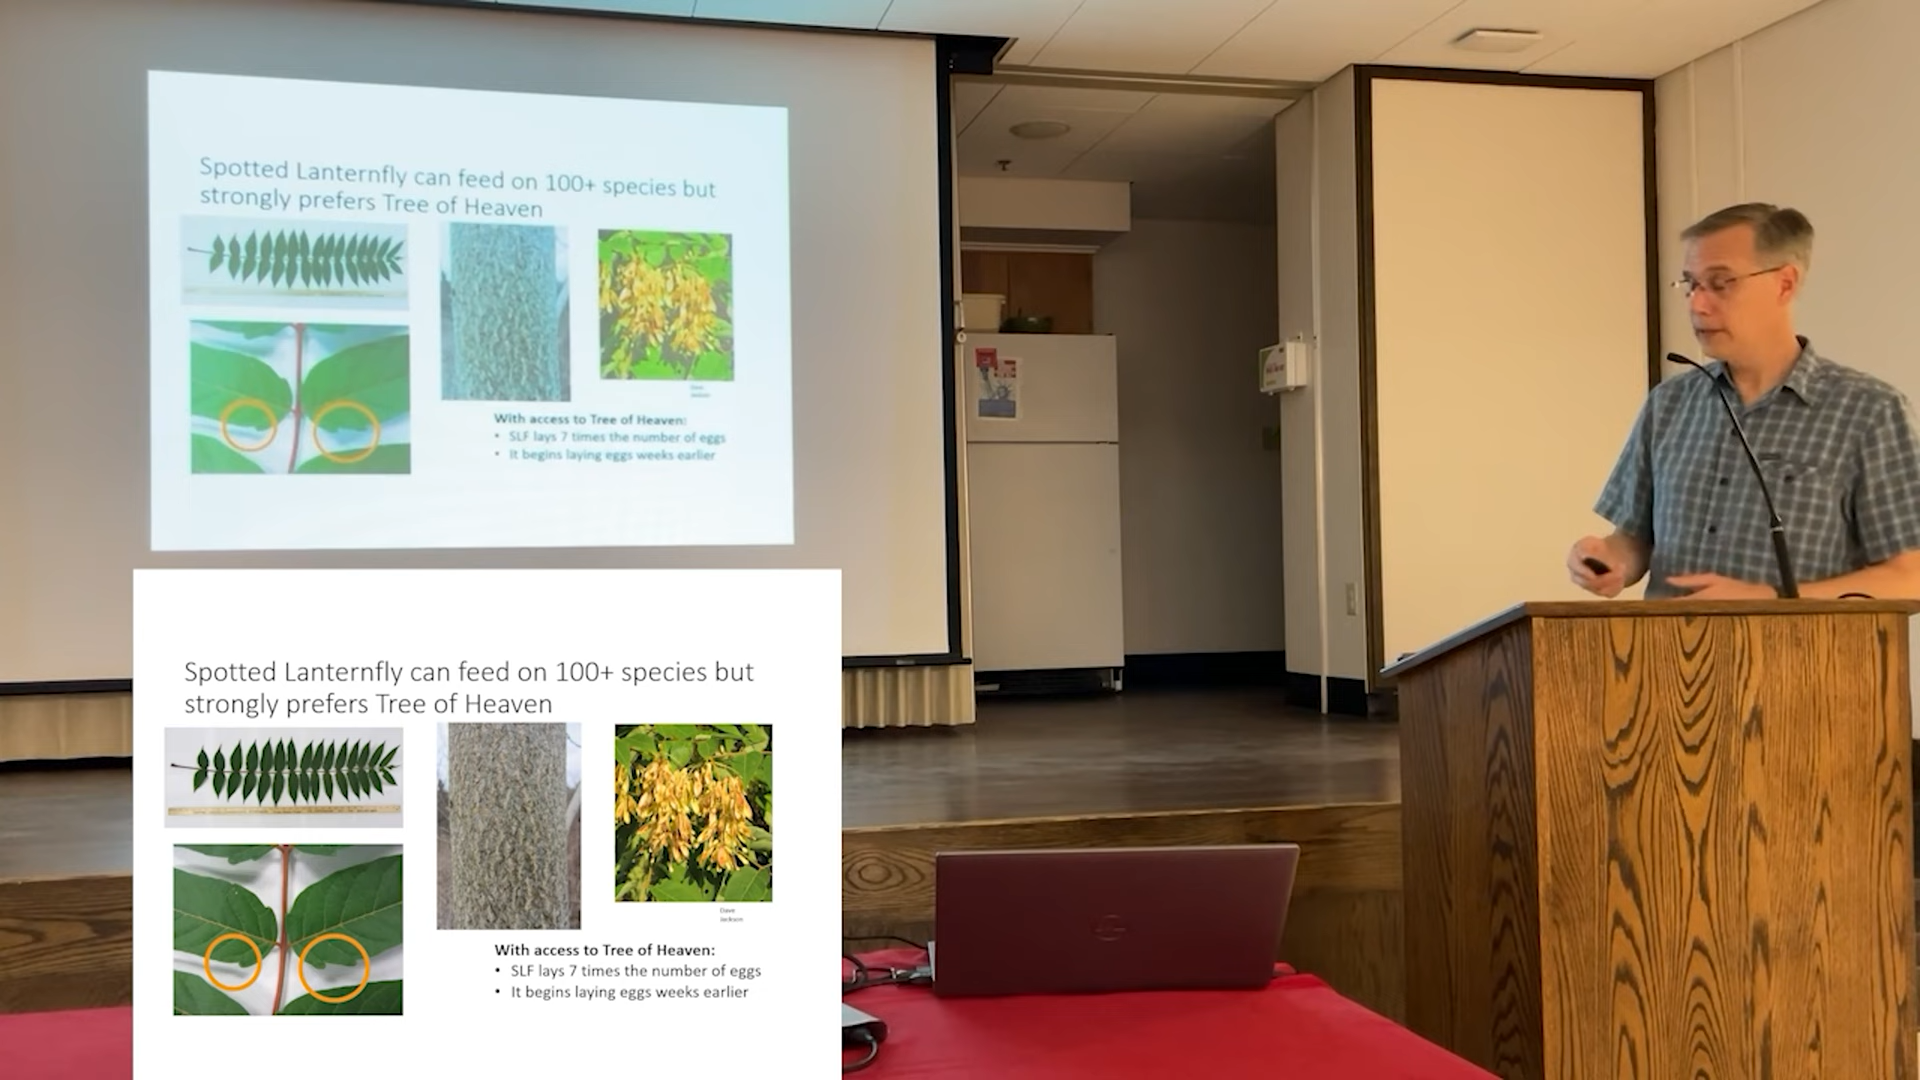 Spotted Lanternfly can feed on 100+ species but
strongly prefers Tree of Heaven
Dave
Jackson
With access to Tree of Heaven:
• SLF lays 7 times the number of eggs
• It begins laying eggs weeks earlier
Spotted Lanternfly can feed on 100+ species but
strongly prefers Tree of Heaven
Dave
Jackson
With access to Tree of Heaven:
• SLF lays 7 times the number of eggs
• It begins laying eggs weeks earlier